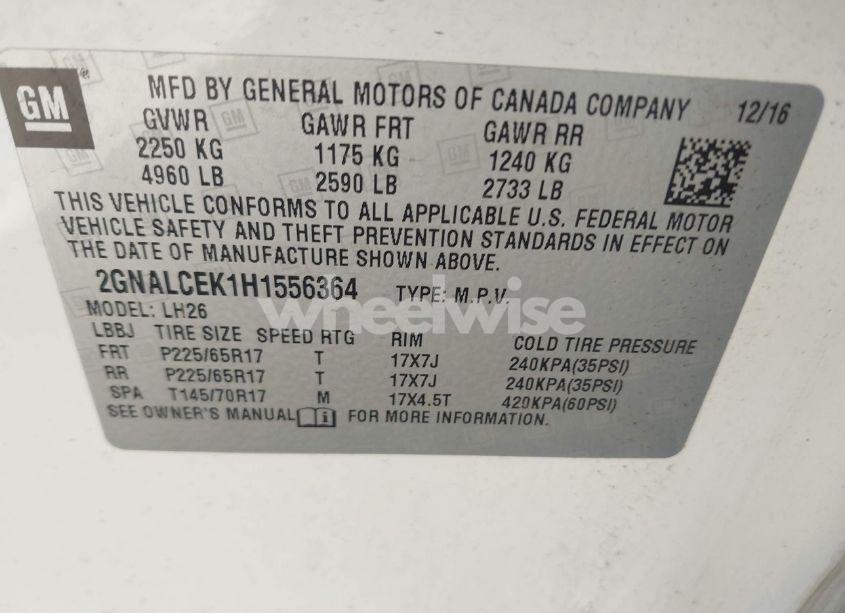 GM
MFD BY GENERAL MOTORS OF CANADA COMPANY 12/16
GVWR GAWR FRT GAWR RR
2250 KG 1175 KG 1240 KG
4960 LB 2590 LB 2733 LB
THIS VEHICLE CONFORMS TO ALL APPLICABLE U.S. FEDERAL MOTOR
VEHICLE SAFETY AND THEFT PREVENTION STANDARDS IN EFFECT ON
THE DATE OF MANUFACTURE SHOWN ABOVE.
2GNALCEK1H1556364 TYPE: M.P.V.
wheelwise
MODEL: LH26
LBBJ TIRE SIZE SPEED RTG RIM COLD TIRE PRESSURE
FRT P225/65R17 T 17X7J 240KPA(35PSI)
RR P225/65R17 T 17X7J 240KPA(35PSI)
SPA T145/70R17 M 17X4.5T 420KPA(60PSI)
SEE OWNER'S MANUAL FOR MORE INFORMATION.